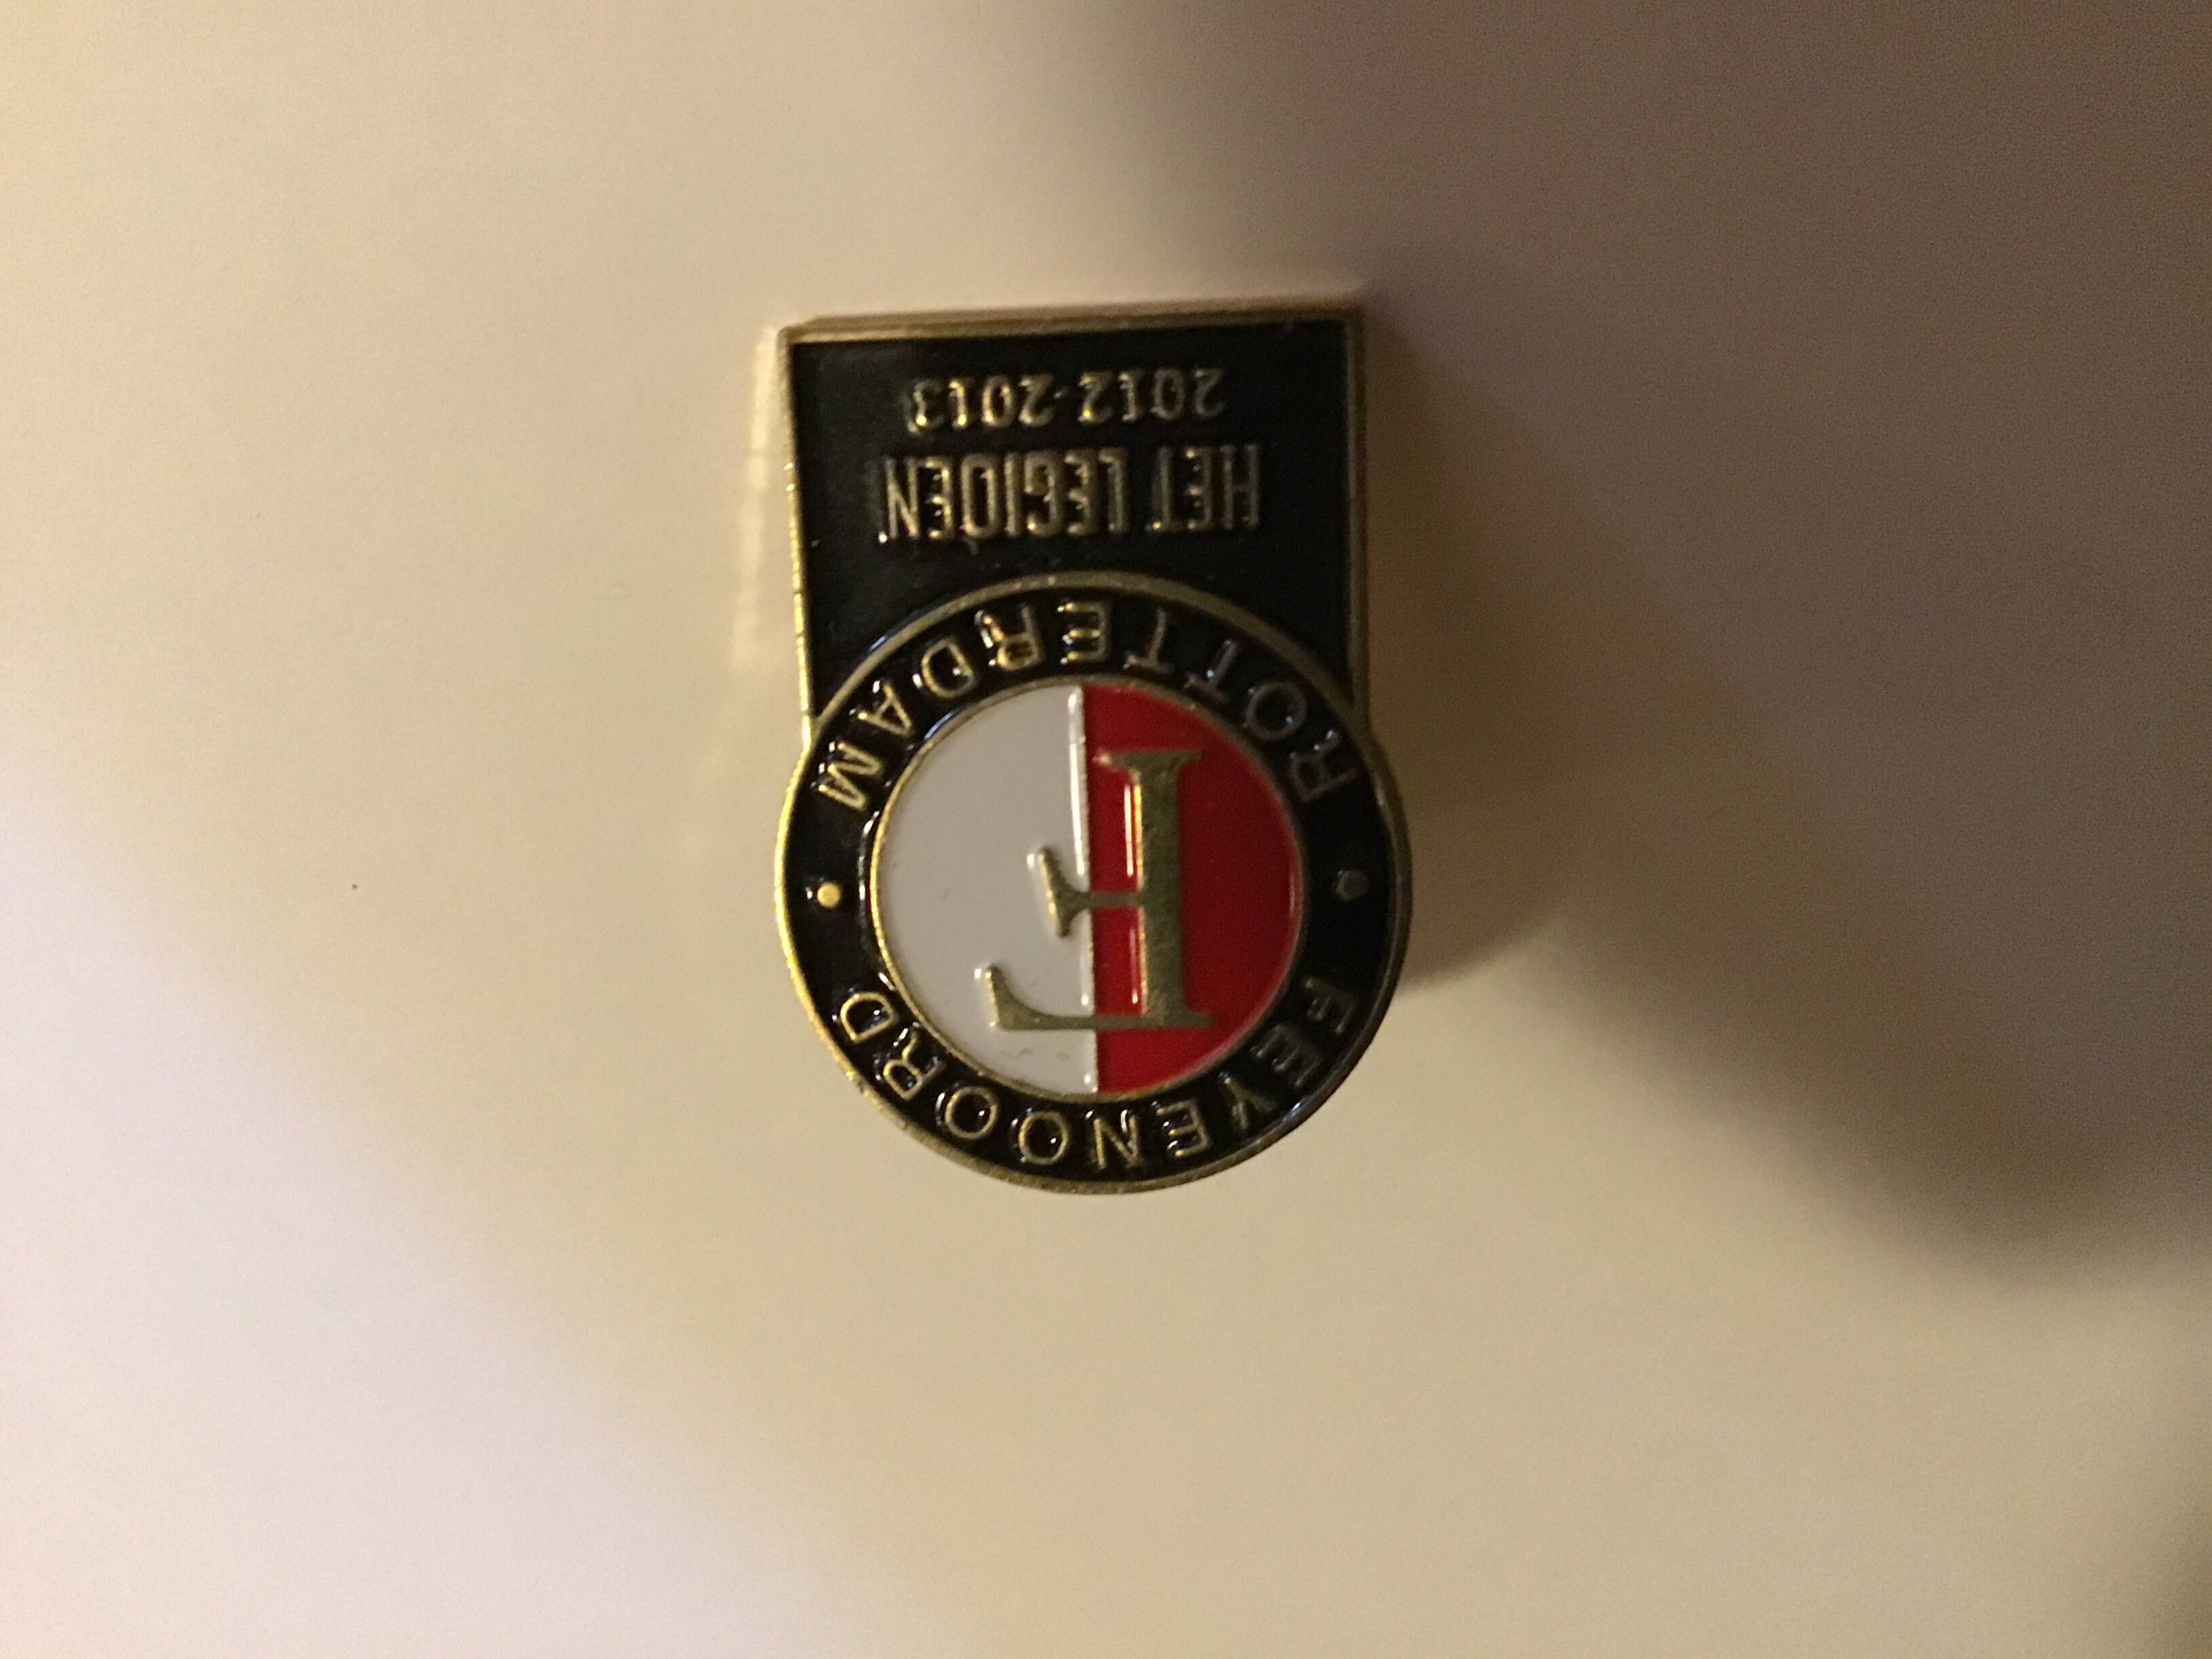 FEYENOORD
F
ROTTERDAM
HET LEGIOEN
2012-2013